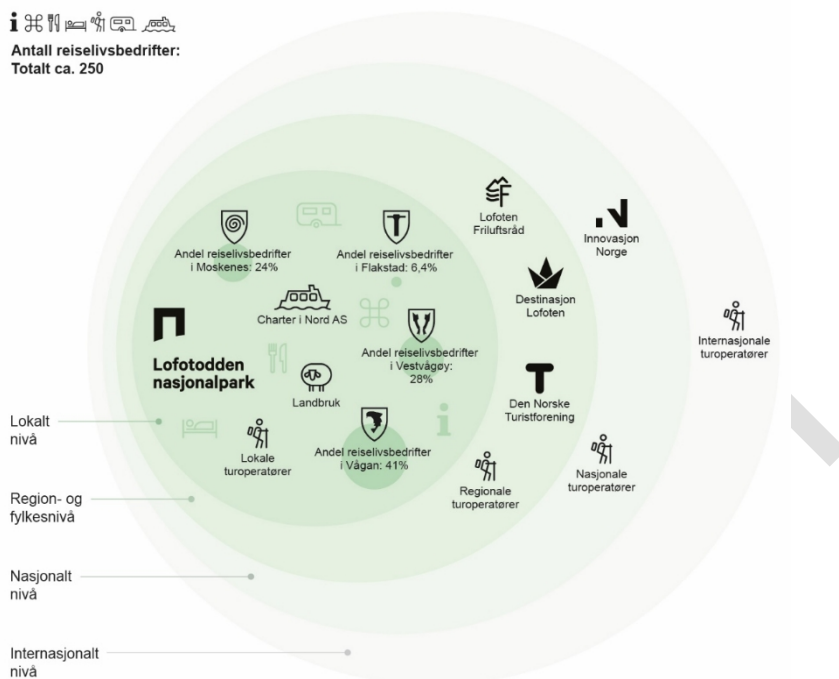 Antall reiselivsbedrifter:
Totalt ca. 250
Andel reiselivsbedrifter
i Moskenes: 24%
Andel reiselivsbedrifter
i Flakstad: 6,4%
Lofoten
Friluftsråd
Innovasjon
Norge
Charter i Nord AS
Destinasjon
Lofoten
Internasjonale
turoperatører
Lofotodden
nasjonalpark
Andel reiselivsbedrifter
i Vestvågøy:
28%
Landbruk
Den Norske
Turistforening
Lokalt
nivå
Lokale
turoperatører
Andel reiselivsbedrifter
i Vågan: 41%
Regionale
turoperatører
Nasjonale
turoperatører
Region- og
fylkesnivå
Nasjonalt
nivå
Internasjonalt
nivå